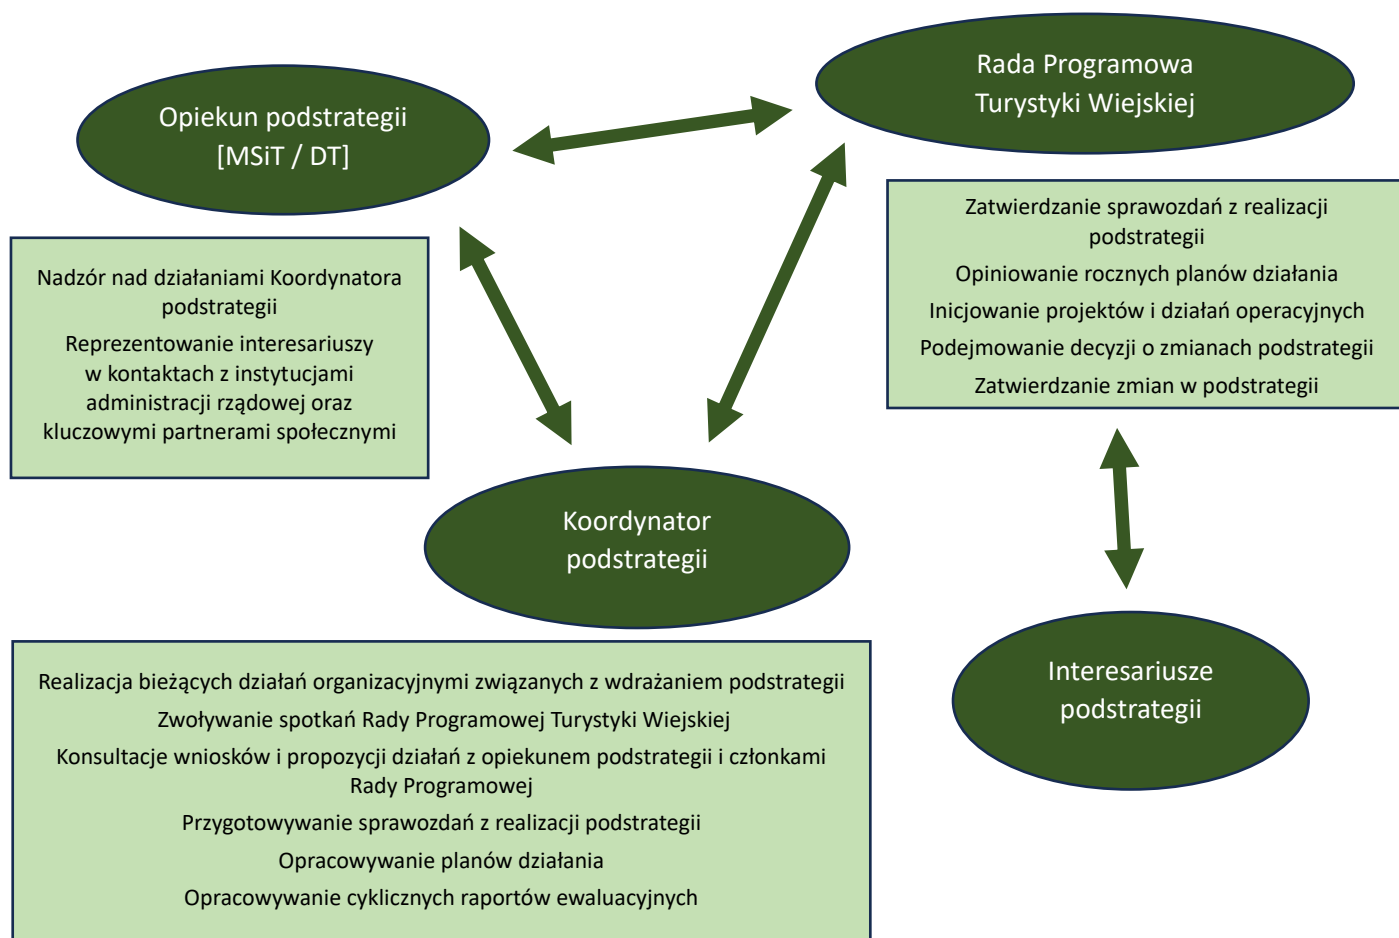 Opiekun podstrategii
[MSiT / DT]
Rada Programowa
Turystyki Wiejskiej
Nadzór nad działaniami Koordynatora
podstrategii
Reprezentowanie interesariuszy
w kontaktach z instytucjami
administracji rządowej oraz
kluczowymi partnerami społecznymi
Zatwierdzanie sprawozdań z realizacji
podstrategii
Opiniowanie rocznych planów działania
Inicjowanie projektów i działań operacyjnych
Podejmowanie decyzji o zmianach podstrategii
Zatwierdzanie zmian w podstrategii
Koordynator
podstrategii
Realizacja bieżących działań organizacyjnymi związanych z wdrażaniem podstrategii
Zwoływanie spotkań Rady Programowej Turystyki Wiejskiej
Konsultacje wniosków i propozycji działań z opiekunem podstrategii i członkami
Rady Programowej
Przygotowywanie sprawozdań z realizacji podstrategii
Opracowywanie planów działania
Opracowywanie cyklicznych raportów ewaluacyjnych
Interesariusze
podstrategii